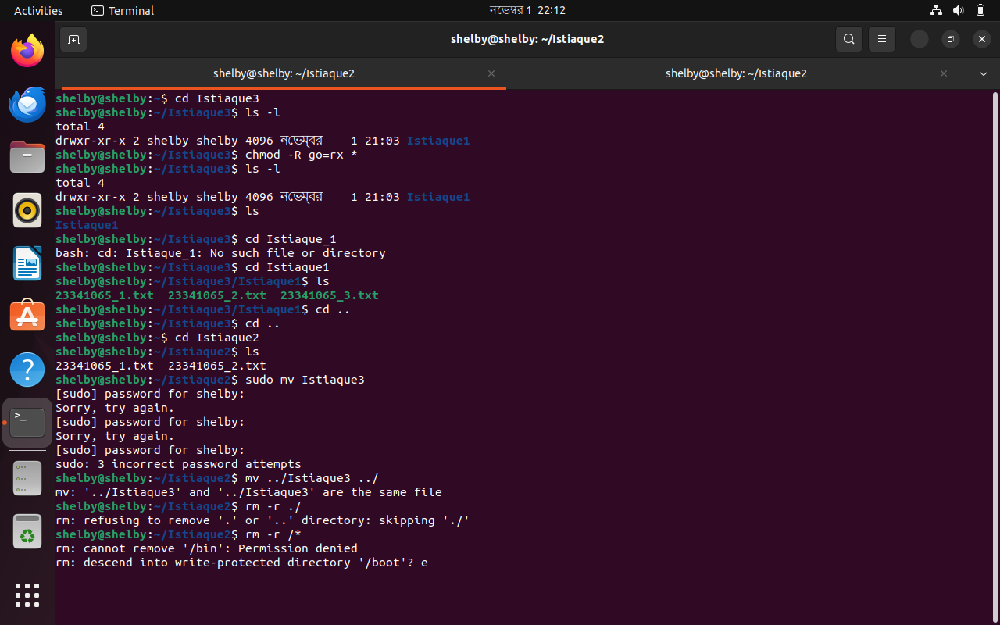 Activities Terminal নভেম্বর 1 22:12
shelby@shelby: ~/Istiaque2
shelby@shelby: ~/Istiaque2 shelby@shelby: ~/Istiaque2
shelby@shelby:~$ cd Istiaque3
shelby@shelby:~/Istiaque3$ ls -l
total 4
drwxr-xr-x 2 shelby shelby 4096 নভেম্বর    1 21:03 Istiaque1
shelby@shelby:~/Istiaque3$ chmod -R go=rx *
shelby@shelby:~/Istiaque3$ ls -l
total 4
drwxr-xr-x 2 shelby shelby 4096 নভেম্বর    1 21:03 Istiaque1
shelby@shelby:~/Istiaque3$ ls
Istiaque1
shelby@shelby:~/Istiaque3$ cd Istiaque_1
bash: cd: Istiaque_1: No such file or directory
shelby@shelby:~/Istiaque3$ cd Istiaque1
shelby@shelby:~/Istiaque3/Istiaque1$ ls
23341065_1.txt  23341065_2.txt  23341065_3.txt
shelby@shelby:~/Istiaque3/Istiaque1$ cd ..
shelby@shelby:~/Istiaque3$ cd ..
shelby@shelby:~$ cd Istiaque2
shelby@shelby:~/Istiaque2$ ls
23341065_1.txt  23341065_2.txt
shelby@shelby:~/Istiaque2$ sudo mv Istiaque3
[sudo] password for shelby:
Sorry, try again.
[sudo] password for shelby:
Sorry, try again.
[sudo] password for shelby:
sudo: 3 incorrect password attempts
shelby@shelby:~/Istiaque2$ mv ../Istiaque3 ../
mv: '../Istiaque3' and '../Istiaque3' are the same file
shelby@shelby:~/Istiaque2$ rm -r ./
rm: refusing to remove '.' or '..' directory: skipping './'
shelby@shelby:~/Istiaque2$ rm -r /*
rm: cannot remove '/bin': Permission denied
rm: descend into write-protected directory '/boot'? e